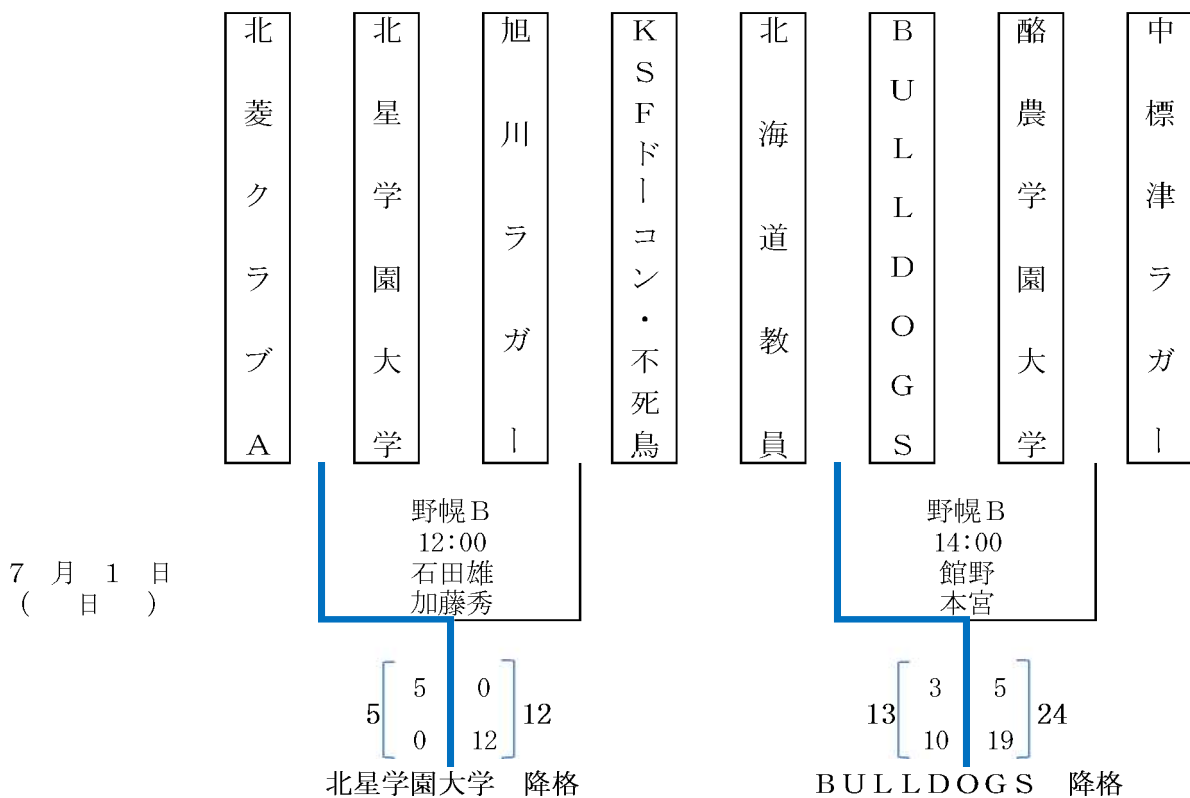 北菱クラブA
北星学園大学
旭川ラガー
KSFドーコン・不死鳥
北海道教員
BULLDOGS
酪農学園大学
中標津ラガー
7月1日
(日)
野幌B
12:00
石田雄
加藤秀
野幌B
14:00
館野
本宮
5 5 0 12
0 12
13 3 5 24
10 19
北星学園大学 降格
BULLDOGS 降格